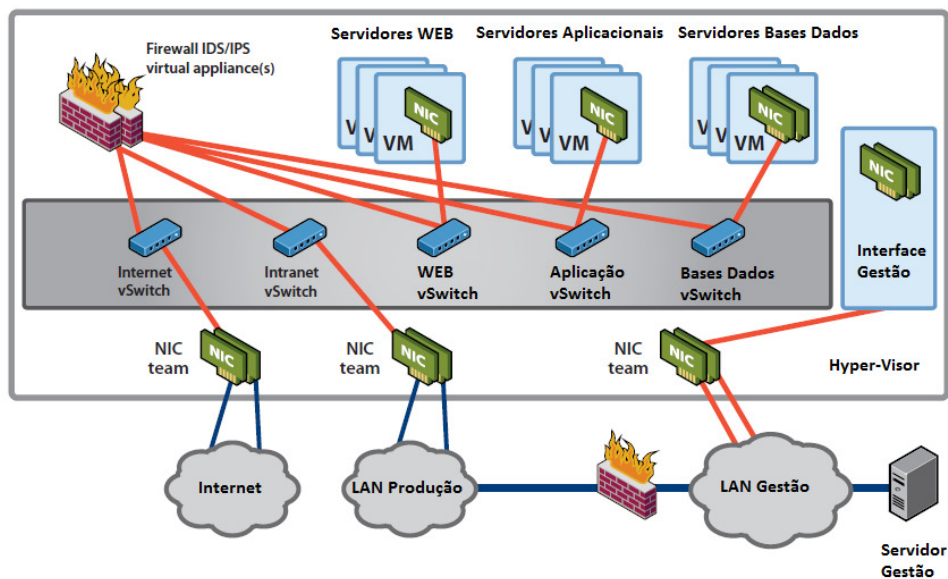 Servidores WEB
Servidores Aplicacionais
Servidores Bases Dados
Firewall IDS/IPS
virtual appliance(s)
NIC
V
V
VM
NIC
V
V
VM
NIC
V
V
VM
NIC
Interface
Gestão
Internet
vSwitch
Intranet
vSwitch
WEB
vSwitch
Aplicação
vSwitch
Bases Dados
vSwitch
NIC
team
NIC
NIC
team
NIC
NIC
team
NIC
Hyper-Visor
Internet
LAN Produção
LAN Gestão
Servidor
Gestão